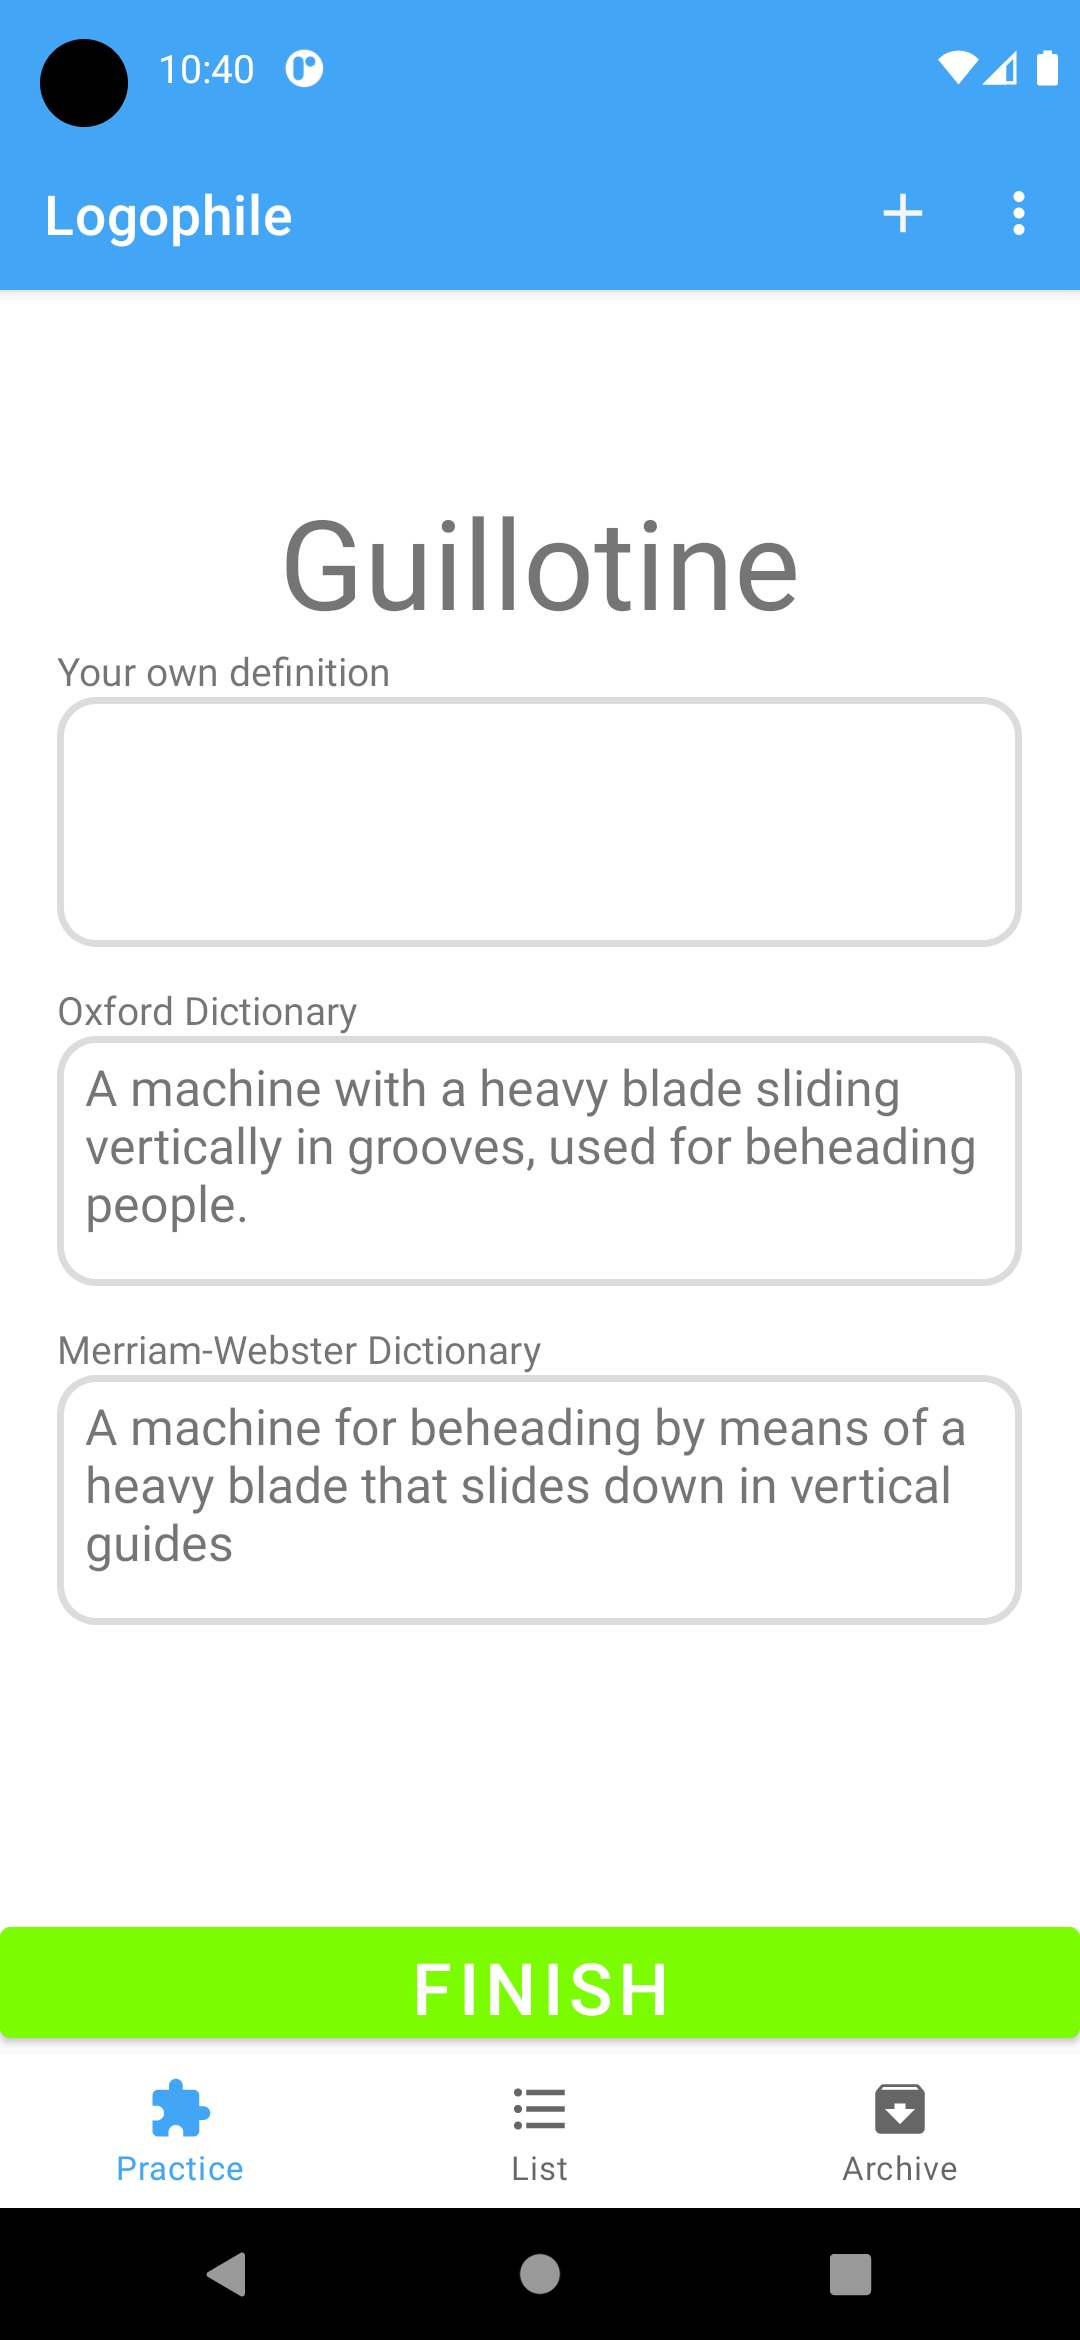 10:40
Logophile
Guillotine
Your own definition
Oxford Dictionary
A machine with a heavy blade sliding
vertically in grooves, used for beheading
people.
Merriam-Webster Dictionary
A machine for beheading by means of a
heavy blade that slides down in vertical
guides
FINISH
Practice
List
Archive